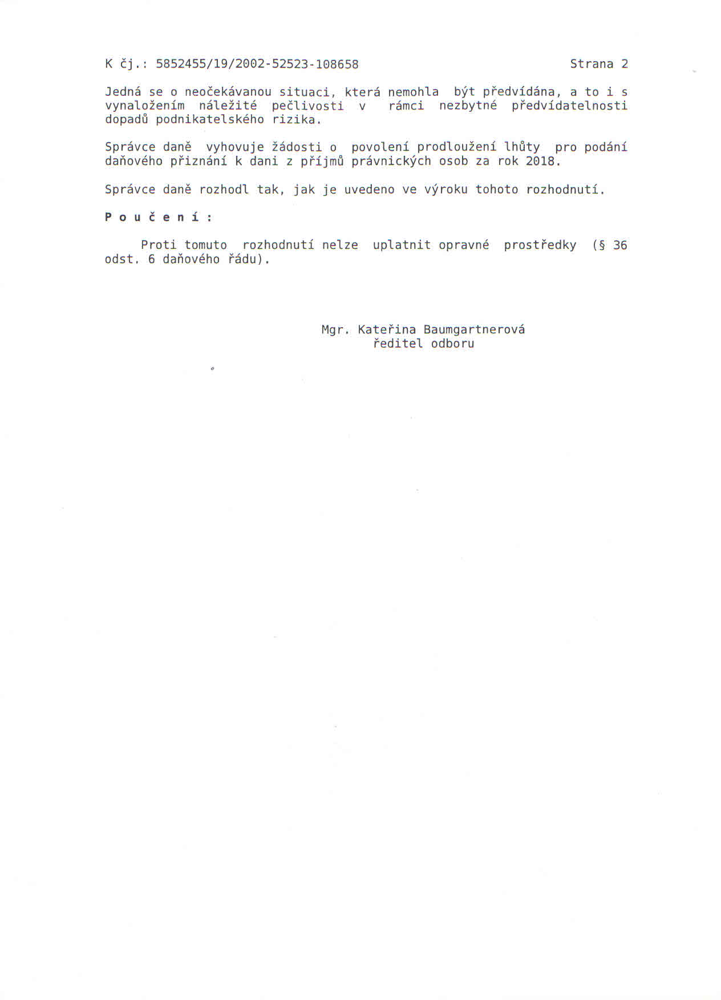 K čj.: 5852455/19/2002-52523-108658 Strana 2
Jedná se o neočekávanou situaci, která nemohla být předvídána, a to i s
vynaložením náležité pečlivosti v rámci nezbytné předvídatelnosti
dopadů podnikatelského rizika.
Správce daně vyhovuje žádosti o povolení prodloužení lhůty pro podání
daňového přiznání k dani z příjmů právnických osob za rok 2018.
Správce daně rozhodl tak, jak je uvedeno ve výroku tohoto rozhodnutí.
P o u č e n í :
Proti tomuto rozhodnutí nelze uplatnit opravné prostředky (§ 36
odst. 6 daňového řádu).
Mgr. Kateřina Baumgartnerová
ředitel odboru